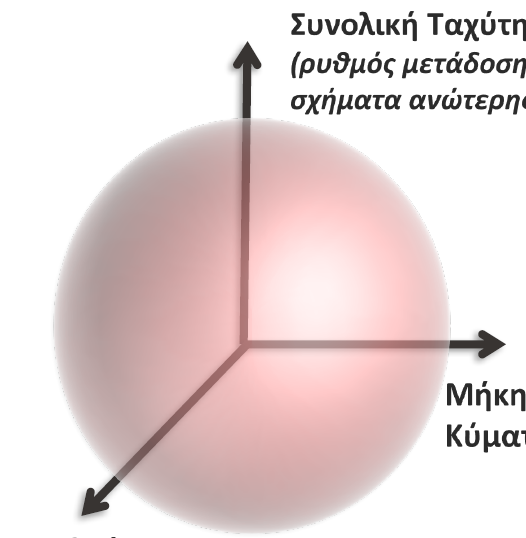 Συνολική Ταχύτη
(ρυθμός μετάδοση
σχήματα ανώτερης
Μήκη
Κύματ